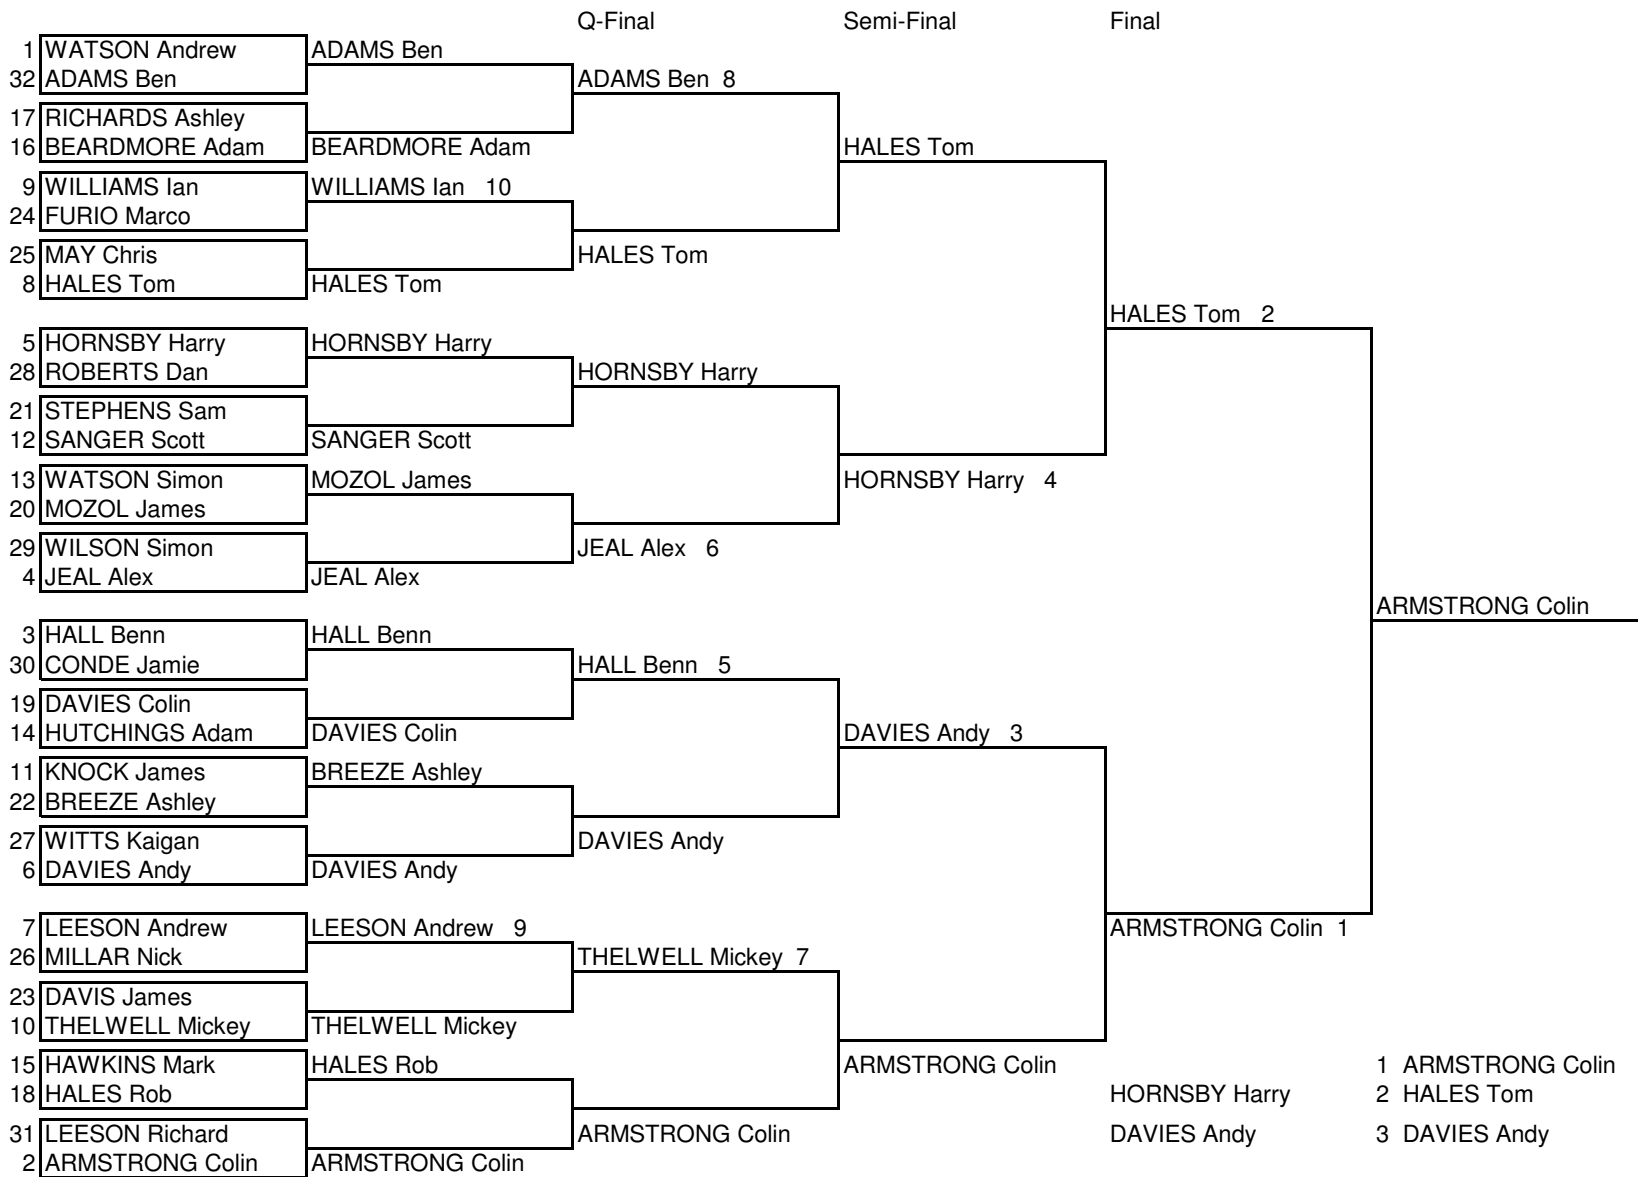 Q-Final Semi-Final Final
1 WATSON Andrew ADAMS Ben
32 ADAMS Ben ADAMS Ben 8
17 RICHARDS Ashley
16 BEARDMORE Adam BEARDMORE Adam HALES Tom
9 WILLIAMS Ian WILLIAMS Ian 10
24 FURIO Marco
25 MAY Chris HALES Tom
8 HALES Tom HALES Tom
HALES Tom 2
5 HORNSBY Harry HORNSBY Harry
28 ROBERTS Dan HORNSBY Harry
21 STEPHENS Sam
12 SANGER Scott SANGER Scott
13 WATSON Simon MOZOL James HORNSBY Harry 4
20 MOZOL James
29 WILSON Simon JEAL Alex 6
4 JEAL Alex JEAL Alex
ARMSTRONG Colin
3 HALL Benn HALL Benn
30 CONDE Jamie HALL Benn 5
19 DAVIES Colin
14 HUTCHINGS Adam DAVIES Colin DAVIES Andy 3
11 KNOCK James BREEZE Ashley
22 BREEZE Ashley
27 WITTS Kaigan DAVIES Andy
6 DAVIES Andy DAVIES Andy
7 LEESON Andrew LEESON Andrew 9 ARMSTRONG Colin 1
26 MILLAR Nick THELWELL Mickey 7
23 DAVIS James
10 THELWELL Mickey THELWELL Mickey
15 HAWKINS Mark HALES Rob ARMSTRONG Colin 1 ARMSTRONG Colin
18 HALES Rob HORNSBY Harry 2 HALES Tom
31 LEESON Richard ARMSTRONG Colin DAVIES Andy 3 DAVIES Andy
2 ARMSTRONG Colin ARMSTRONG Colin